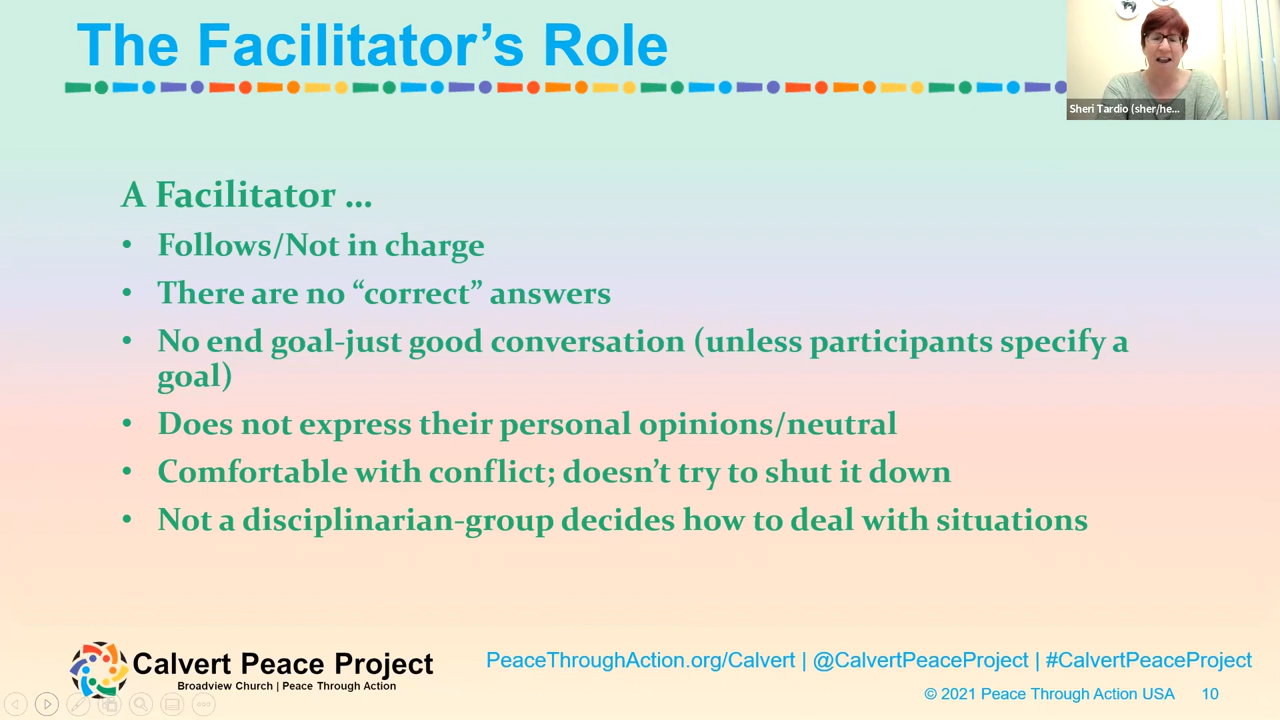 The Facilitator's Role
Sheri Tardio (sher/he...
A Facilitator ...
• Follows/Not in charge
• There are no “correct” answers
• No end goal-just good conversation (unless participants specify a
goal)
• Does not express their personal opinions/neutral
• Comfortable with conflict; doesn't try to shut it down
• Not a disciplinarian-group decides how to deal with situations
Calvert Peace Project
Broadview Church | Peace Through Action
PeaceThroughAction.org/Calvert | @CalvertPeaceProject | #CalvertPeaceProject
© 2021 Peace Through Action USA 10